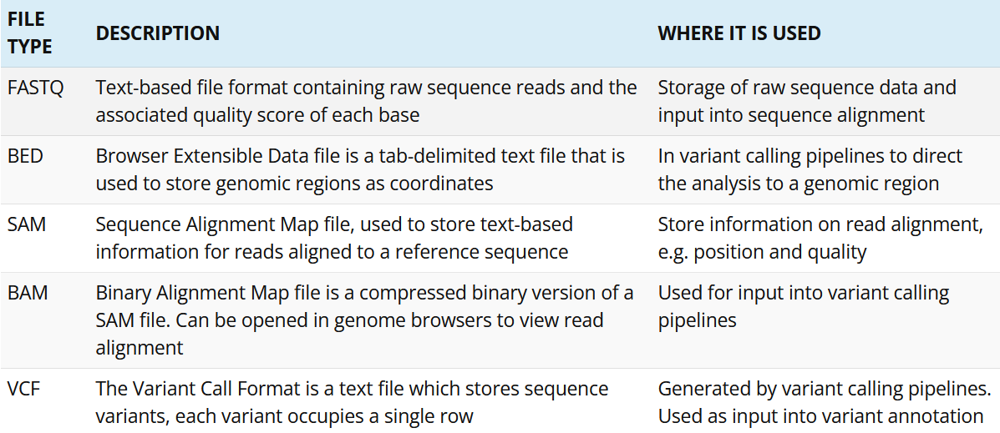 FILE TYPE
DESCRIPTION
WHERE IT IS USED
FASTQ
Text-based file format containing raw sequence reads and the
associated quality score of each base
Storage of raw sequence data and
input into sequence alignment
BED
Browser Extensible Data file is a tab-delimited text file that is
used to store genomic regions as coordinates
In variant calling pipelines to direct
the analysis to a genomic region
SAM
Sequence Alignment Map file, used to store text-based
information for reads aligned to a reference sequence
Store information on read alignment,
e.g. position and quality
BAM
Binary Alignment Map file is a compressed binary version of a
SAM file. Can be opened in genome browsers to view read
alignment
Used for input into variant calling
pipelines
VCF
The Variant Call Format is a text file which stores sequence
variants, each variant occupies a single row
Generated by variant calling pipelines.
Used as input into variant annotation